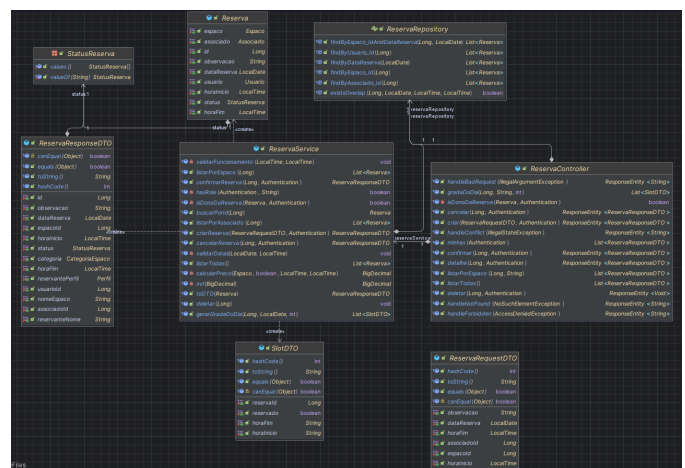 Reserva
espaco Espaco
associado Associado
id Long
observacao String
dataReserva LocalDate
usuario Usuario
horaInicio LocalTime
status StatusReserva
horaFim LocalTime
ReservaRepository
findByEspaco_IdAndDataReserva(Long, LocalDate) List<Reserva>
findByUsuario_Id(Long) List<Reserva>
findByDataReserva(LocalDate) List<Reserva>
findByEspaco_Id(Long) List<Reserva>
findByAssociado_Id(Long) List<Reserva>
existsOverlap (Long, LocalDate, LocalTime, LocalTime) boolean
StatusReserva
values() StatusReserva[]
valueOf(String) StatusReserva
status 1
1
status 1
«create»
reservaRepository
reservaRepository
1 1
ReservaResponseDTO
canEqual(Object) boolean
equals(Object) boolean
toString() String
hashCode() int
id Long
observacao String
dataReserva LocalDate
espacoId Long
horaInicio LocalTime
status StatusReserva
categoria CategoriaEspaco
horaFim LocalTime
reservantePerfil Perfil
usuarioId Long
nomeEspaco String
associadoId Long
reservanteNome String
«create»
ReservaService
validarFuncionamento (LocalTime, LocalTime) void
listarPorEspaco (Long) List<Reserva>
confirmarReserva(Long, Authentication) ReservaResponseDTO
hasRole(Authentication, String) boolean
isDonoDaReserva(Reserva, Authentication) boolean
buscarPorId(Long) Reserva
listarPorAssociado (Long) List<Reserva>
criarReserva(ReservaRequestDTO, Authentication) ReservaResponseDTO
cancelarReserva(Long, Authentication) ReservaResponseDTO
validarDatas(LocalDate, LocalTime, LocalTime) void
listarTodas() List<Reserva>
calcularPreco(Espaco, boolean, LocalTime, LocalTime) BigDecimal
nvl(BigDecimal) BigDecimal
toDTO(Reserva) ReservaResponseDTO
deletar(Long) void
gerarGradeDoDia(Long, LocalDate, int) List<SlotDTO>
reservaService
1 1
ReservaController
handleBadRequest (IllegalArgumentException ) ResponseEntity <String>
gradeDoDia(Long, String, int) List<SlotDTO>
isDonoDaReserva(Reserva, Authentication) boolean
cancelar(Long, Authentication) ResponseEntity <ReservaResponseDTO >
criar(ReservaRequestDTO, Authentication) ResponseEntity <ReservaResponseDTO >
handleConflict (IllegalStateException ) ResponseEntity <String>
minhas(Authentication) List<ReservaResponseDTO >
confirmar(Long, Authentication) ResponseEntity <ReservaResponseDTO >
detalhe(Long, Authentication) ResponseEntity <ReservaResponseDTO >
listarPorEspaco(Long, String) List<ReservaResponseDTO >
listarTodas() List<ReservaResponseDTO >
deletar(Long, Authentication) ResponseEntity <Void>
handleNotFound (NoSuchElementException ) ResponseEntity <String>
handleForbidden (AccessDeniedException ) ResponseEntity <String>
«create»
SlotDTO
hashCode() int
toString() String
equals(Object) boolean
canEqual(Object) boolean
reservaId Long
reservado boolean
horaFim String
horaInicio String
ReservaRequestDTO
hashCode() int
toString() String
equals(Object) boolean
canEqual(Object) boolean
observacao String
dataReserva LocalDate
horaFim LocalTime
associadoId Long
espacoId Long
horaInicio LocalTime